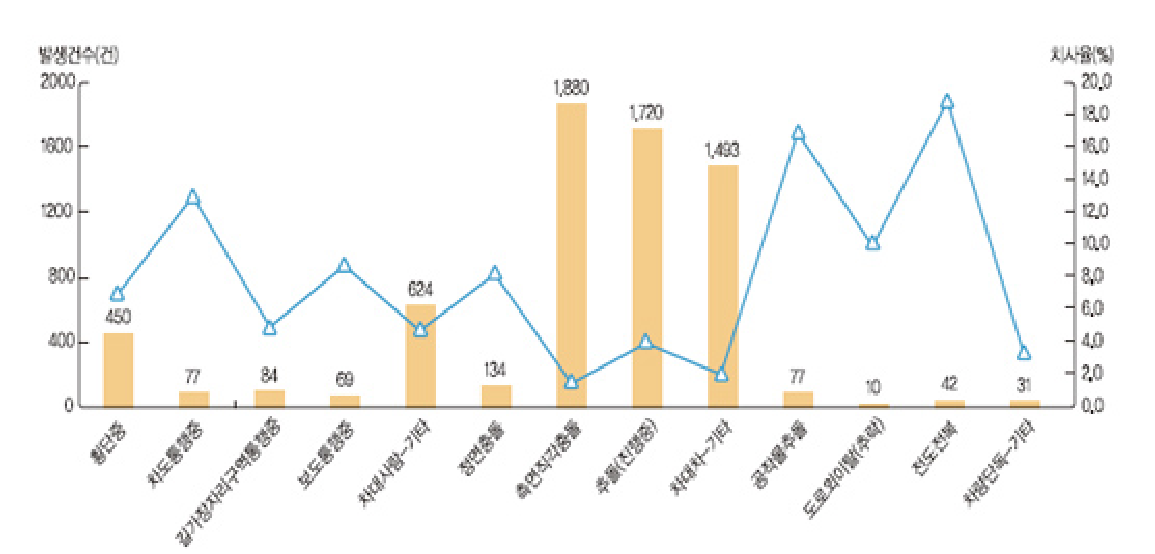 발생건수(건)
치사율(%)
2000
1600
1200
800
400
0
20,0
18,0
16,0
14,0
12,0
10,0
8,0
6,0
4,0
2,0
0,0
450
77
84
69
624
134
1,880
1,720
1,493
77
10
42
31
횡단중
차도통행중
길가장자리구역통행중
보도통행중
차대사람-기타
정면충돌
측면직각충돌
추돌(진행중)
차대차-기타
공작물추돌
도로외이탈(추락)
전도전복
차량단독-기타